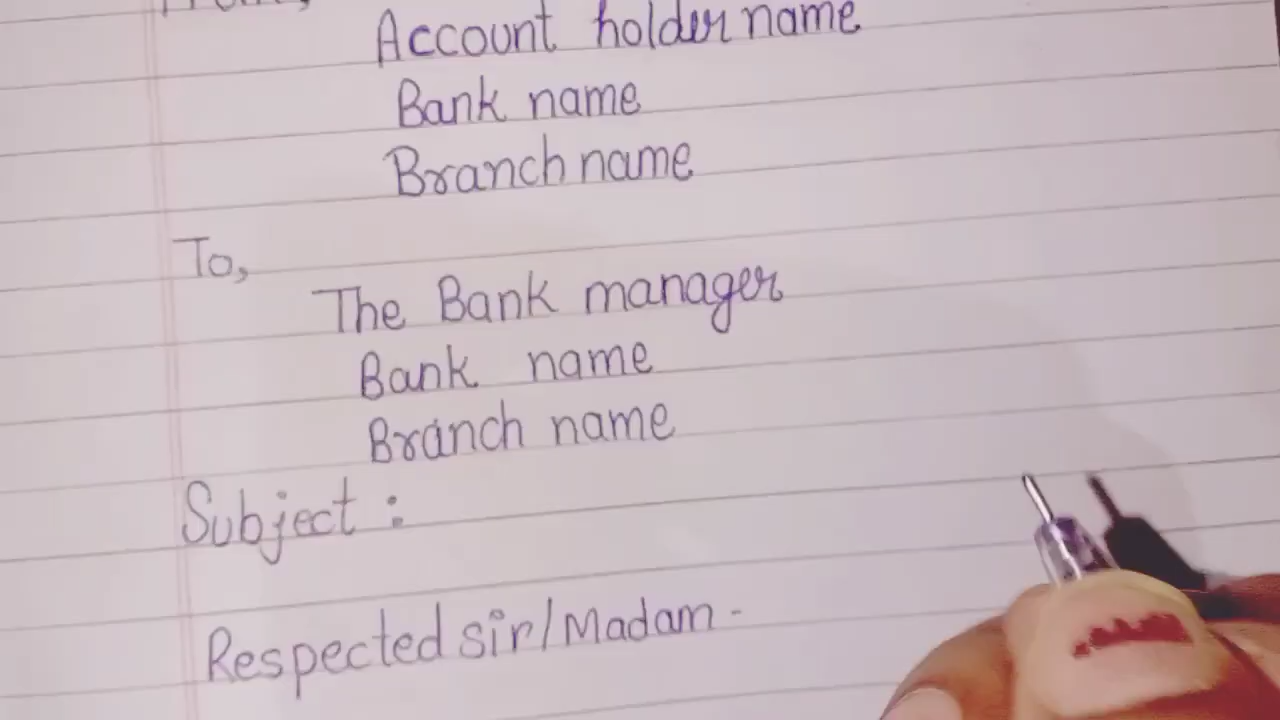 From,
Account holder name
Bank name
Branch name
To,
The Bank manager
Bank name
Branch name
Subject :
Respected sir/Madam -